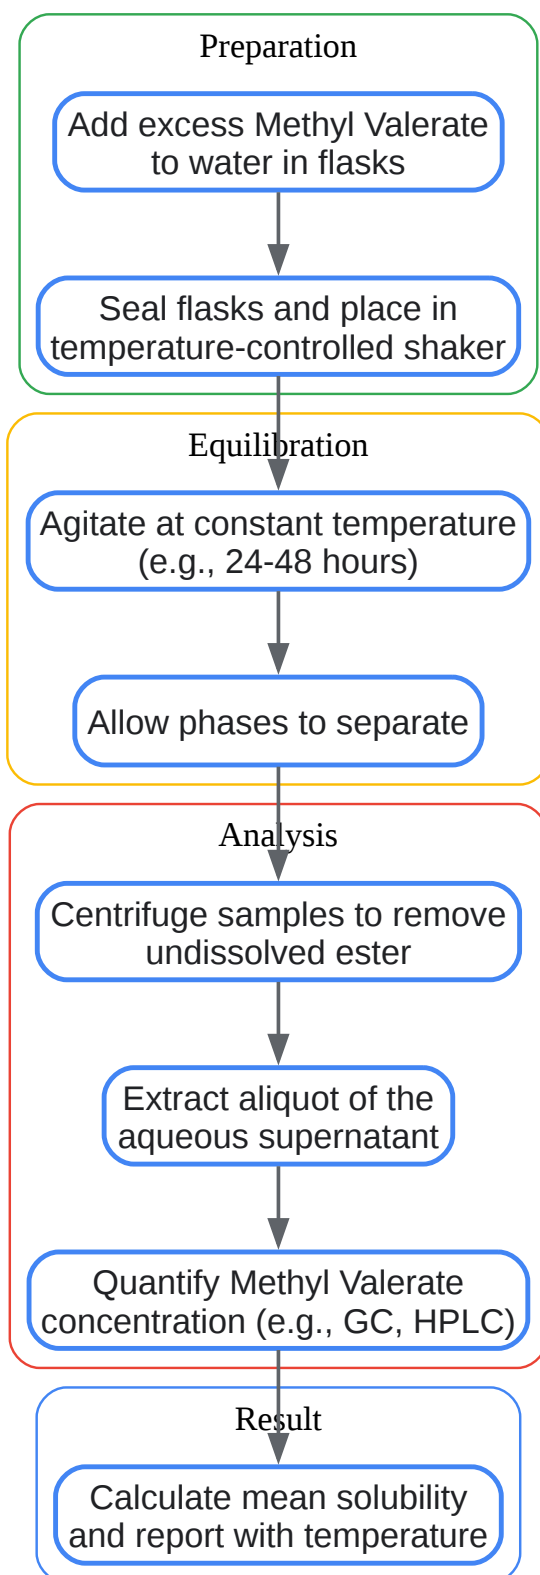 Preparation
Add excess Methyl Valerate
to water in flasks
Seal flasks and place in
temperature-controlled shaker
Equilibration
Agitate at constant temperature
(e.g., 24-48 hours)
Allow phases to separate
Analysis
Centrifuge samples to remove
undissolved ester
Extract aliquot of the
aqueous supernatant
Quantify Methyl Valerate
concentration (e.g., GC, HPLC)
Result
Calculate mean solubility
and report with temperature